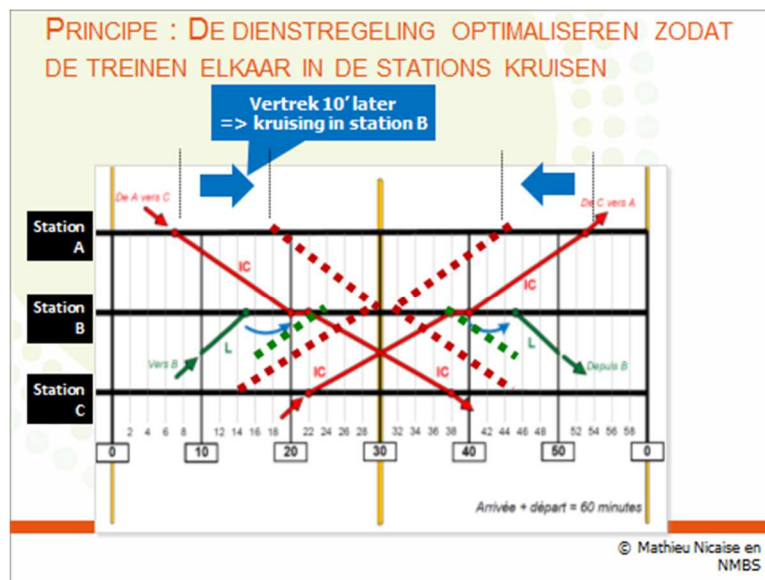 PRINCIPE : DE DIENSTREGELING OPTIMALISEREN ZODAT
DE TREINEN ELKAAR IN DE STATIONS KRUISEN
Vertrek 10' later
=> kruising in station B
De A vers C
De C vers A
Station
A
IC
IC
Station
B
L
L
Vers B
Depuis B
IC
IC
Station
C
2 4 6 8 12 14 16 18 22 24 26 28 32 34 36 38 42 44 46 48 52 54 56 58
0 10 20 30 40 50 0
Arrivée + départ = 60 minutes
© Mathieu Nicaise en
NMBS